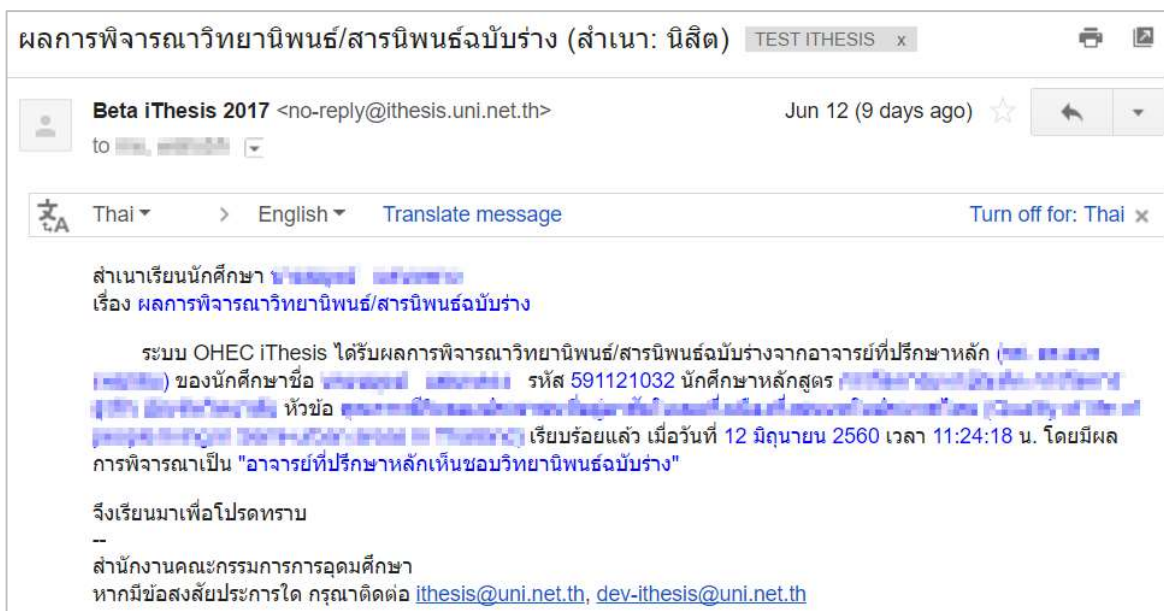 ผลการพิจารณาวิทยานิพนธ์/สารนิพนธ์ฉบับร่าง (สำเนา: นิสิต) TEST ITHESIS x
Beta iThesis 2017 <no-reply@ithesis.uni.net.th> Jun 12 (9 days ago)
to
Thai > English Translate message Turn off for: Thai x
สำเนาเรียนนักศึกษา
เรื่อง ผลการพิจารณาวิทยานิพนธ์/สารนิพนธ์ฉบับร่าง
ระบบ OHEC iThesis ได้รับผลการพิจารณาวิทยานิพนธ์/สารนิพนธ์ฉบับร่างจากอาจารย์ที่ปรึกษาหลัก (
) ของนักศึกษาชื่อ รหัส 591121032 นักศึกษาหลักสูตร
หัวข้อ
เรียบร้อยแล้ว เมื่อวันที่ 12 มิถุนายน 2560 เวลา 11:24:18 น. โดยมีผล
การพิจารณาเป็น "อาจารย์ที่ปรึกษาหลักเห็นชอบวิทยานิพนธ์ฉบับร่าง"
จึงเรียนมาเพื่อโปรดทราบ
--
สำนักงานคณะกรรมการการอุดมศึกษา
หากมีข้อสงสัยประการใด กรุณาติดต่อ ithesis@uni.net.th, dev-ithesis@uni.net.th